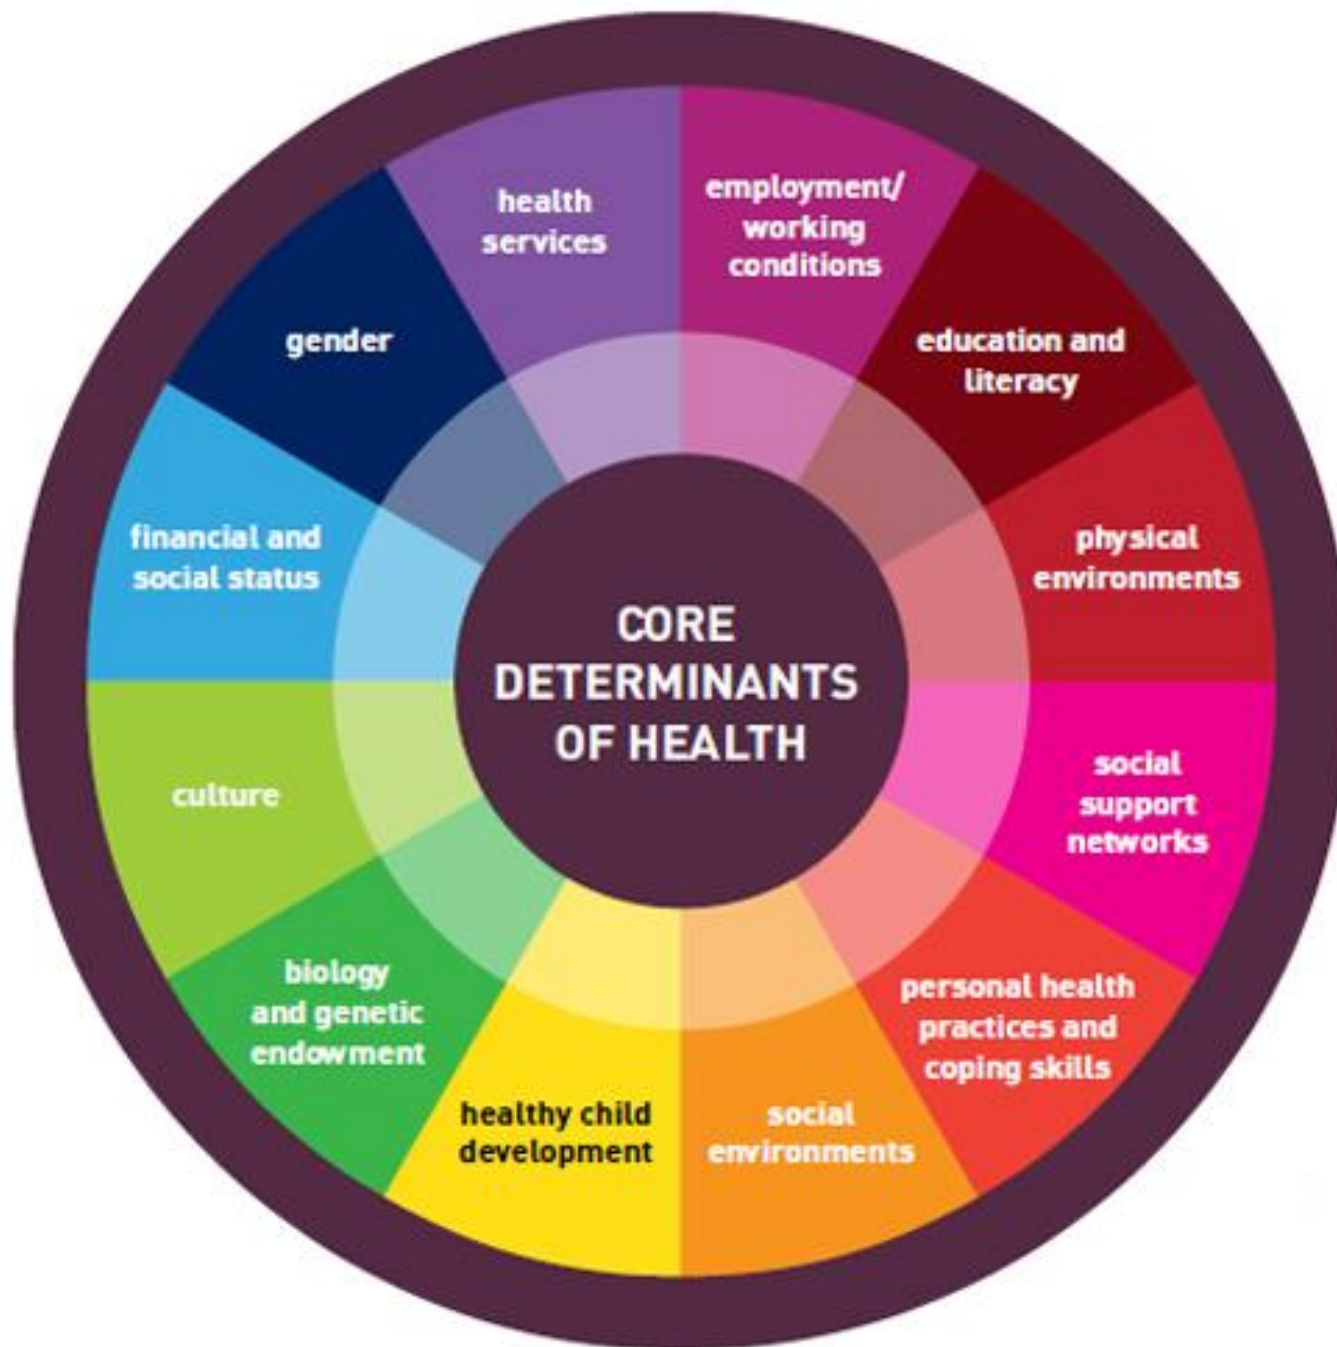 health
services
employment/
working
conditions
education and
literacy
physical
environments
social
support
networks
personal health
practices and
coping skills
social
environments
healthy child
development
biology
and genetic
endowment
culture
financial and
social status
gender
CORE
DETERMINANTS
OF HEALTH